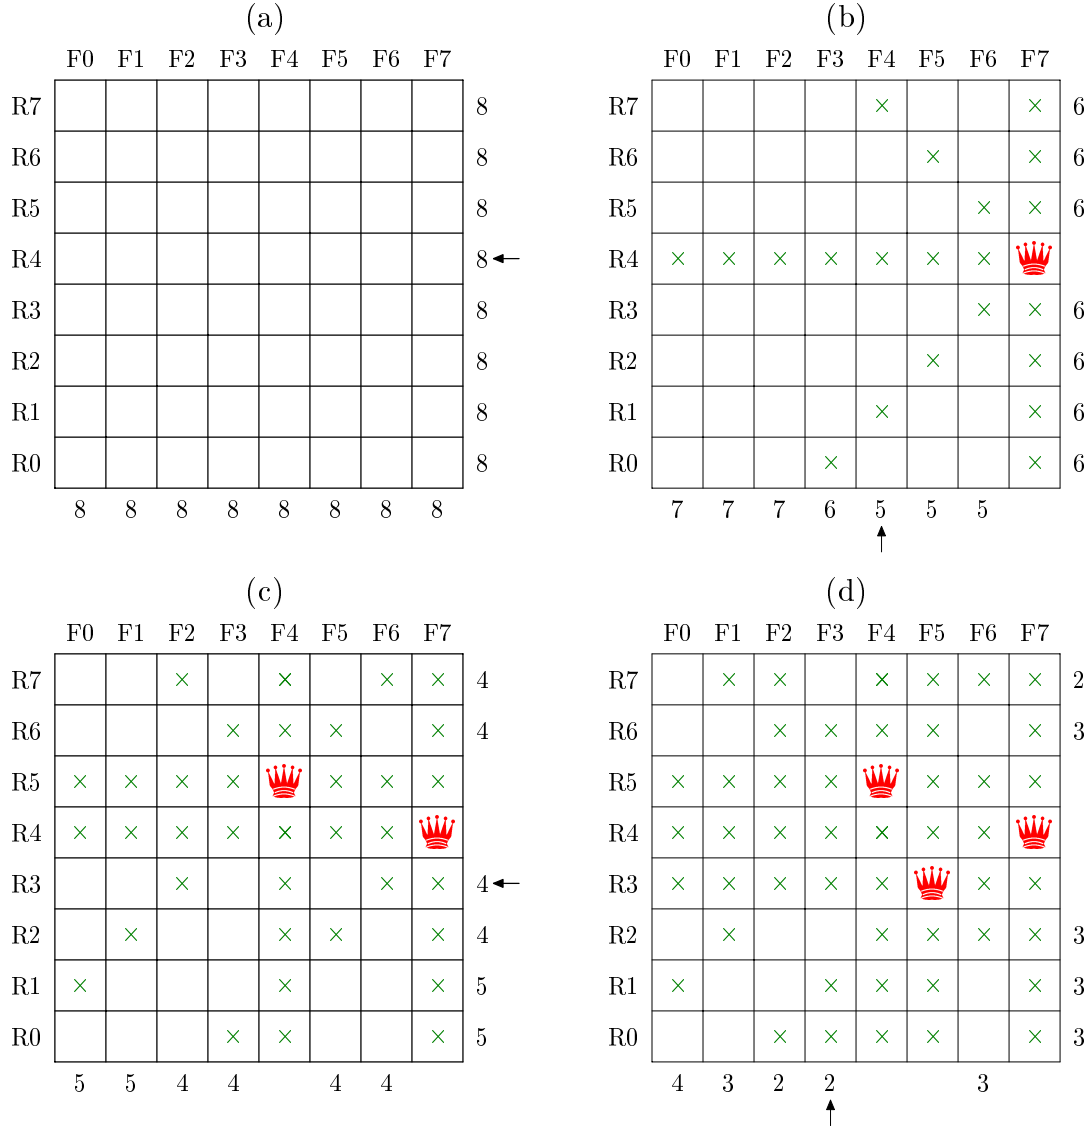 (a)
F0 F1 F2 F3 F4 F5 F6 F7
R7 8
R6 8
R5 8
R4 8
R3 8
R2 8
R1 8
R0 8
8 8 8 8 8 8 8 8
(b)
F0 F1 F2 F3 F4 F5 F6 F7
R7 6
R6 6
R5 6
R4
R3 6
R2 6
R1 6
R0 6
7 7 7 6 5 5 5
(c)
F0 F1 F2 F3 F4 F5 F6 F7
R7 4
R6 4
R5
R4
R3 4
R2 4
R1 5
R0 5
5 5 4 4 4 4
(d)
F0 F1 F2 F3 F4 F5 F6 F7
R7 2
R6 3
R5
R4
R3
R2 3
R1 3
R0 3
4 3 2 2 3